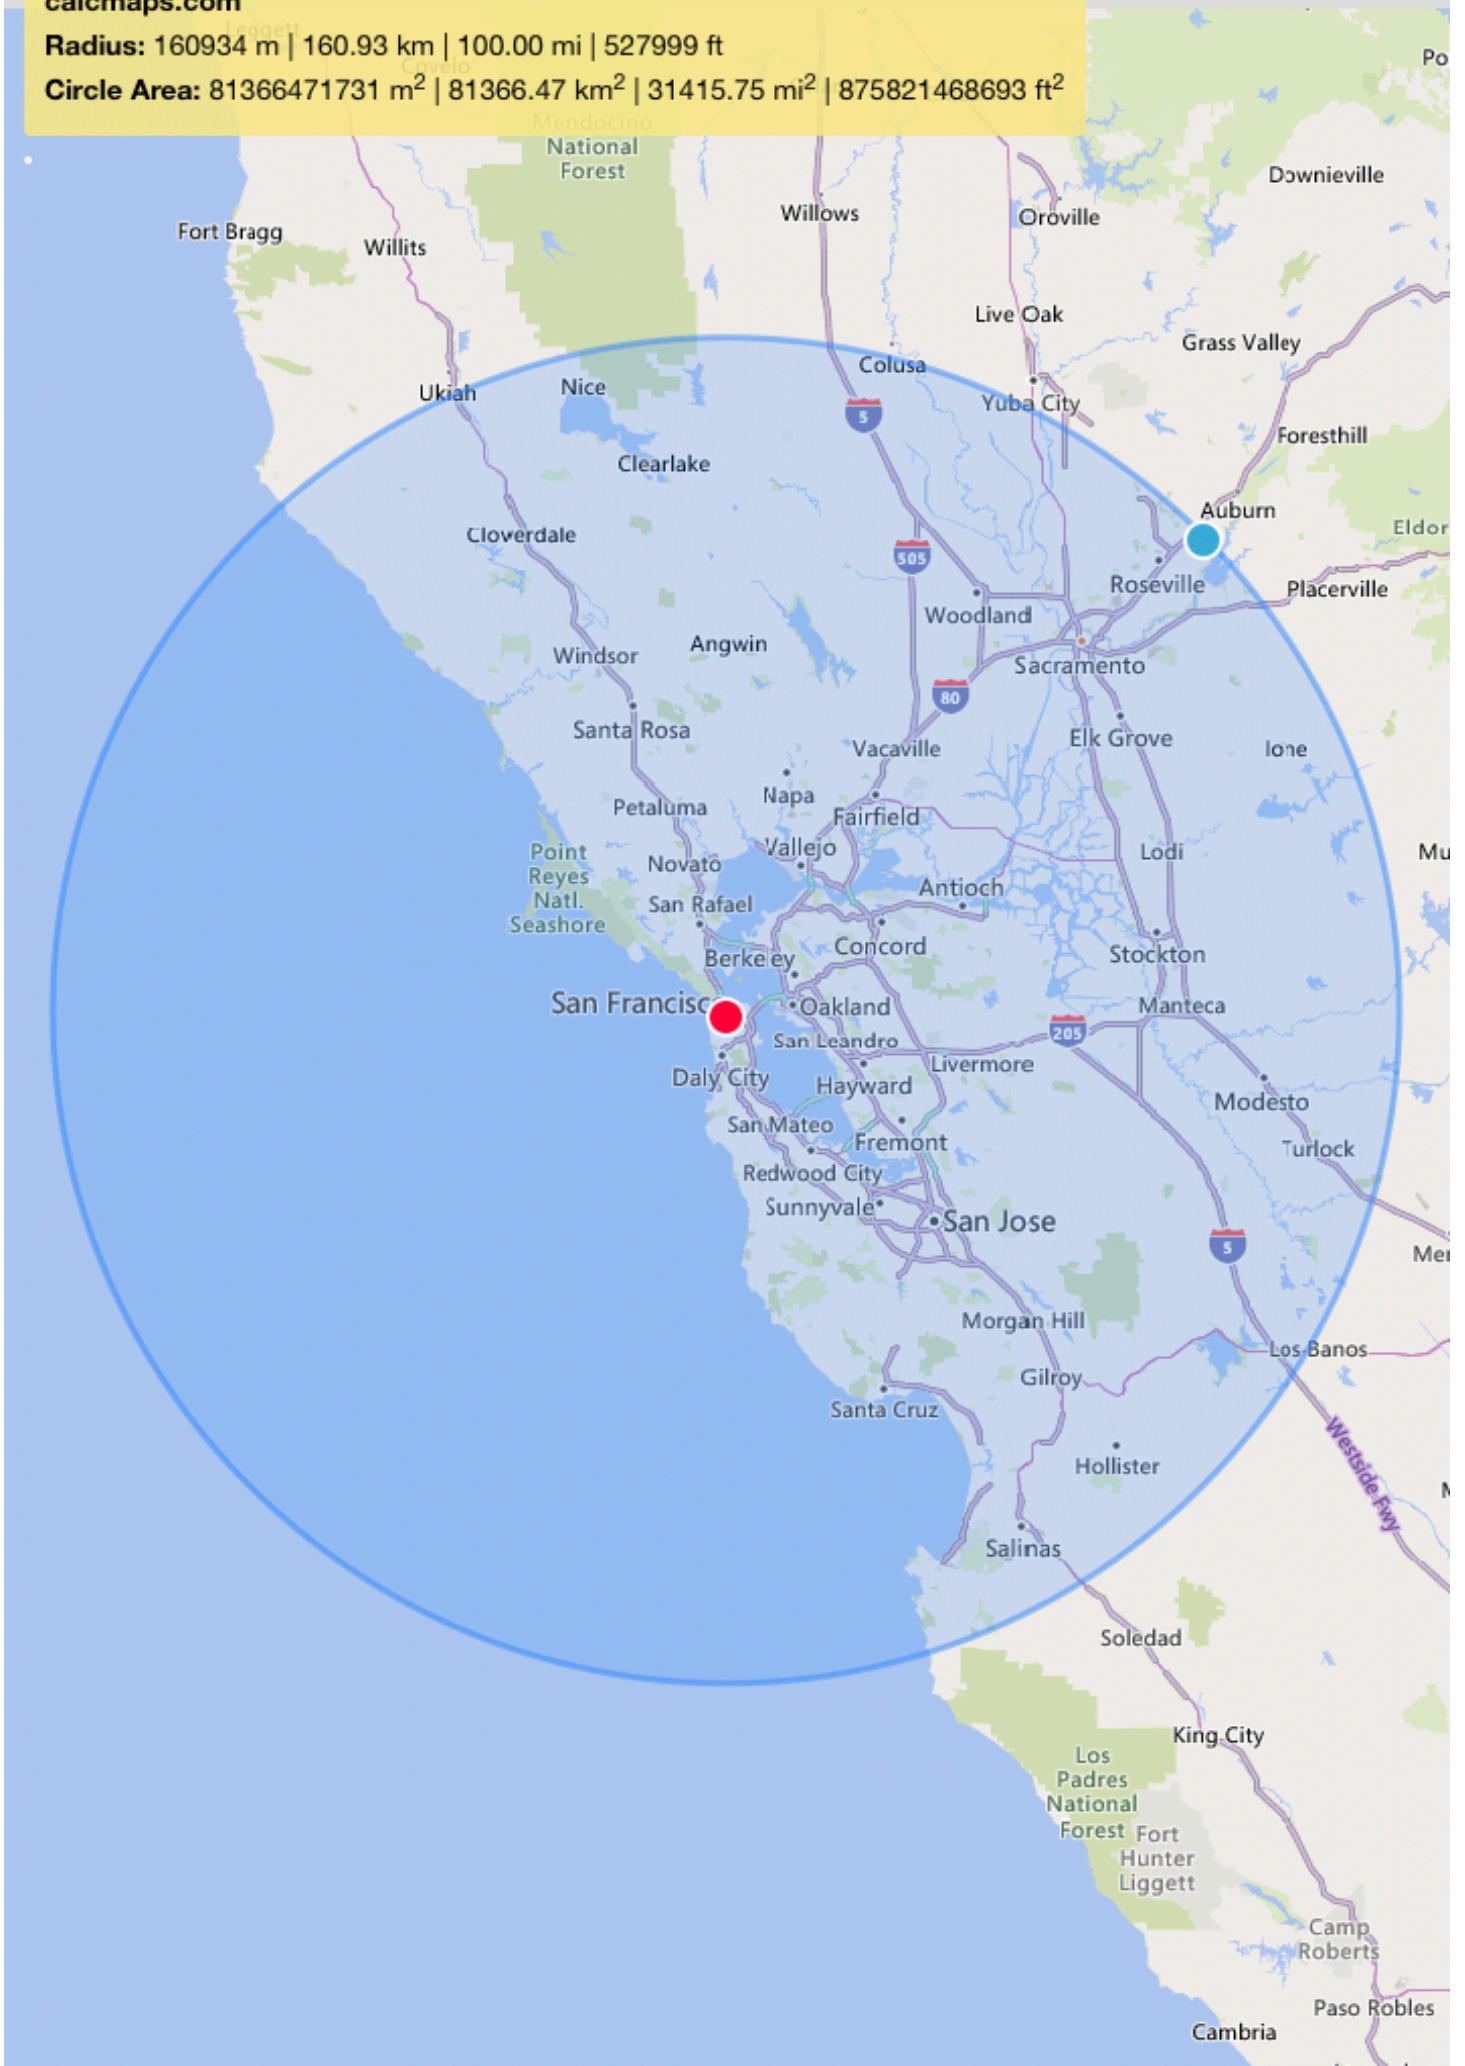 calcmaps.com
Radius: 160934 m | 160.93 km | 100.00 mi | 527999 ft
Circle Area: 81366471731 m² | 81366.47 km² | 31415.75 mi² | 875821468693 ft²
Leggett
Covelo
Mendocino
National
Forest
Downieville
Willows
Oroville
Fort Bragg
Willits
Live Oak
Grass Valley
Colusa
Ukiah
Nice
Yuba City
5
Foresthill
Clearlake
Auburn
Eldor
Cloverdale
505
Roseville
Placerville
Woodland
Angwin
Windsor
Sacramento
80
Santa Rosa
Elk Grove
Vacaville
Ione
Napa
Petaluma
Fairfield
Vallejo
Point
Reyes
Natl.
Seashore
Novato
Lodi
Mu
Antioch
San Rafael
Concord
Berkeley
Stockton
San Francisc
Oakland
Manteca
205
San Leandro
Livermore
Daly City
Hayward
Modesto
San Mateo
Fremont
Turlock
Redwood City
Sunnyvale
San Jose
5
Mer
Morgan Hill
Los Banos
Gilroy
Santa Cruz
Westside Fwy
Hollister
Salinas
Soledad
King City
Los
Padres
National
Forest
Fort
Hunter
Liggett
Camp
Roberts
Paso Robles
Cambria